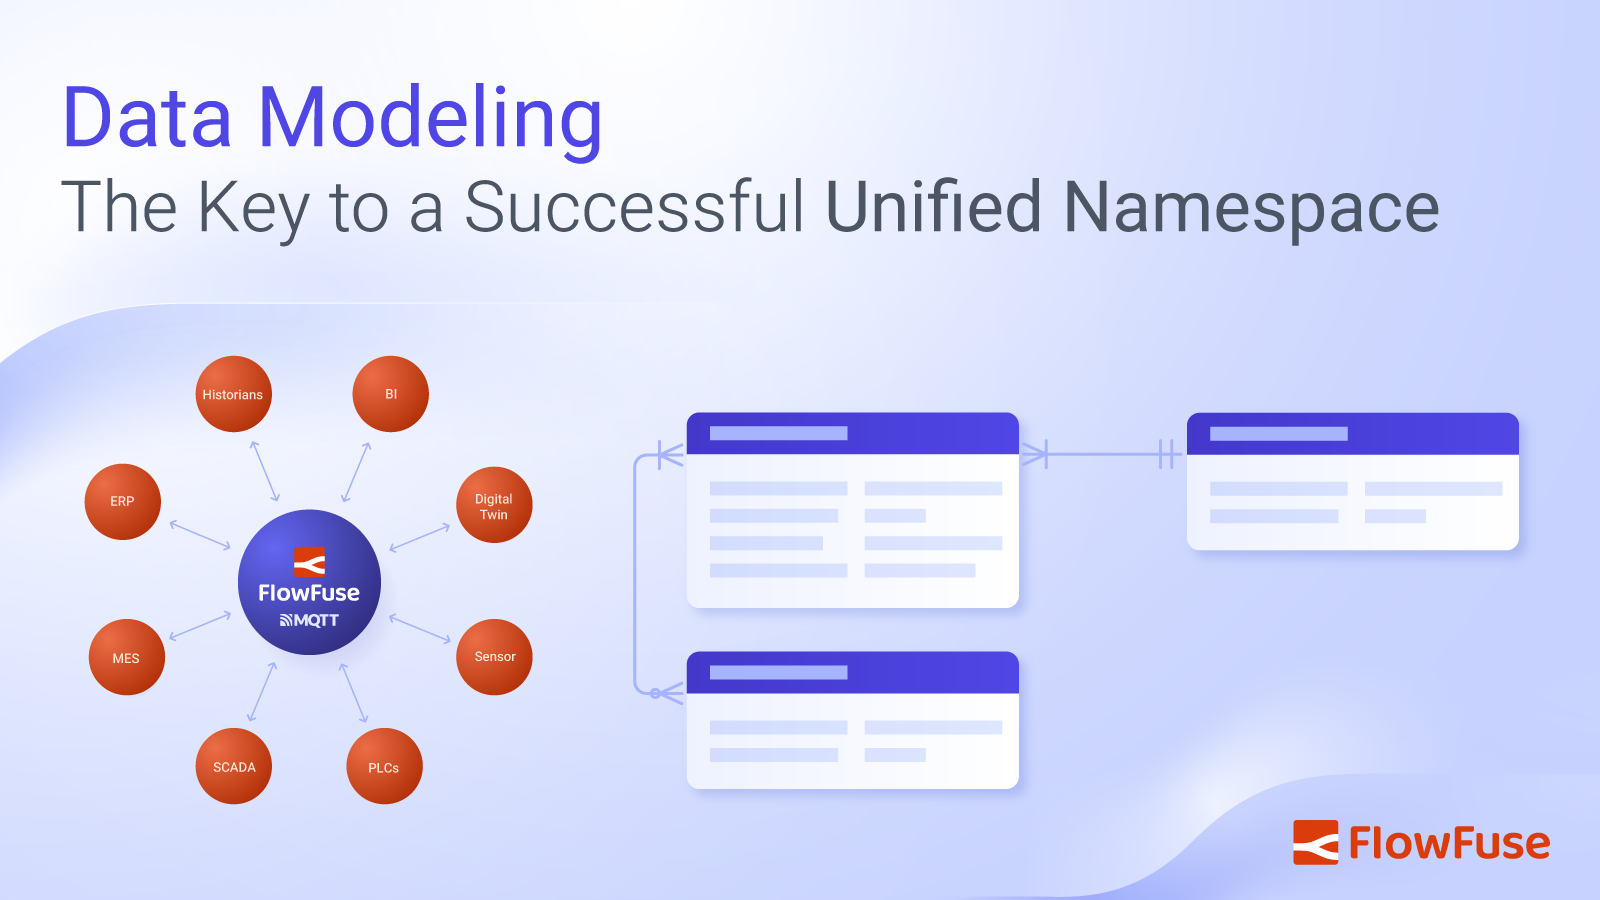 Data Modeling
The Key to a Successful Unified Namespace
Historians
BI
ERP
Digital
Twin
FlowFuse
MQTT
MES
Sensor
SCADA
PLCs
FlowFuse